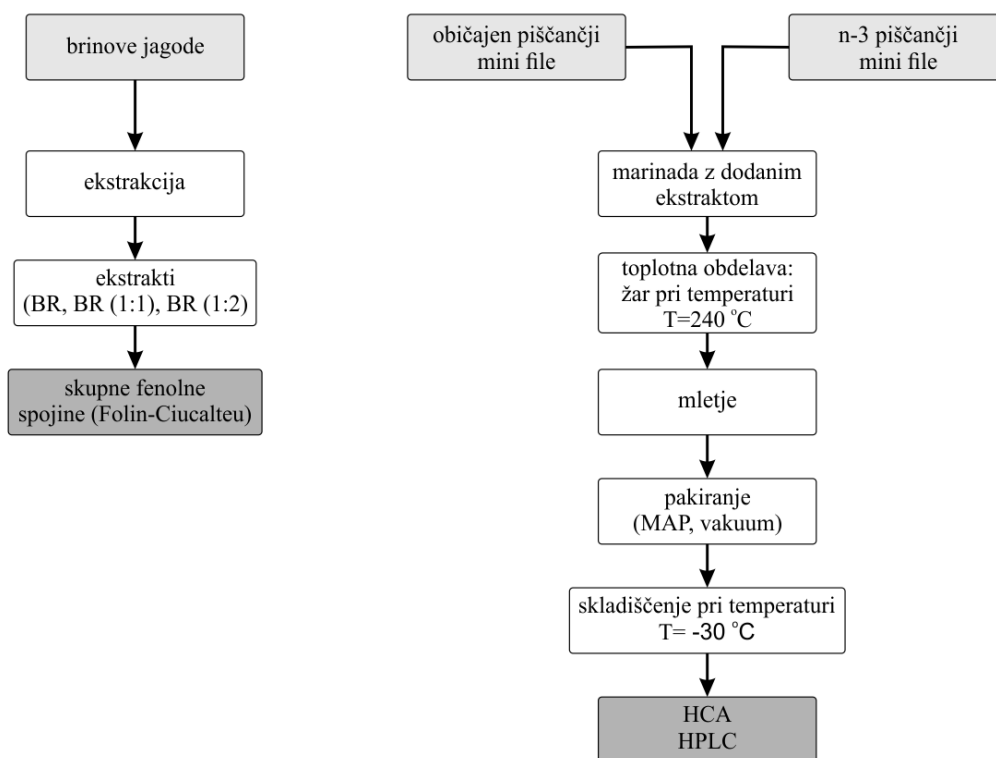 brinove jagode
ekstrakcija
ekstrakti
(BR, BR (1:1), BR (1:2)
skupne fenolne
spojine (Folin-Ciucalteu)
običajen piščančji
mini file
n-3 piščančji
mini file
marinada z dodanim
ekstraktom
toplotna obdelava:
žar pri temperaturi
T=240 °C
mletje
pakiranje
(MAP, vakuum)
skladiščenje pri temperaturi
T= -30 °C
HCA
HPLC